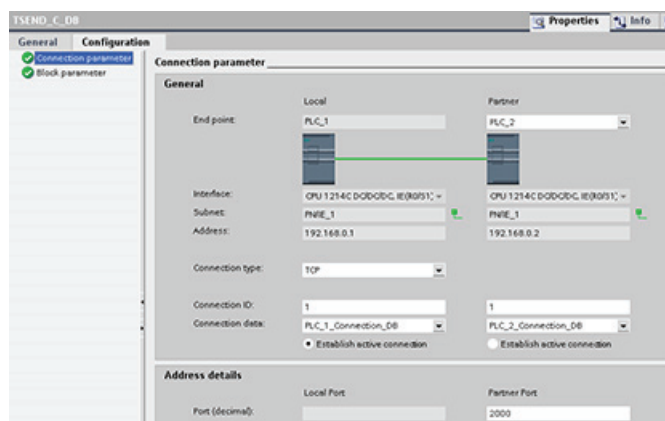 TSEND_C_DB
Properties Info
General Configuration
Connection parameter
Block parameter
Connection parameter
General
Local Partner
End point: PLC_1 PLC_2
Interface: CPU 1214C DC/DC/DC, IE(R0/S1) CPU 1214C DC/DC/DC, IE(R0/S1)
Subnet: PN/IE_1 PN/IE_1
Address: 192.168.0.1 192.168.0.2
Connection type: TCP
Connection ID: 1 1
Connection data: PLC_1_Connection_DB PLC_2_Connection_DB
Establish active connection Establish active connection
Address details
Local Port Partner Port
Port (decimal): 2000